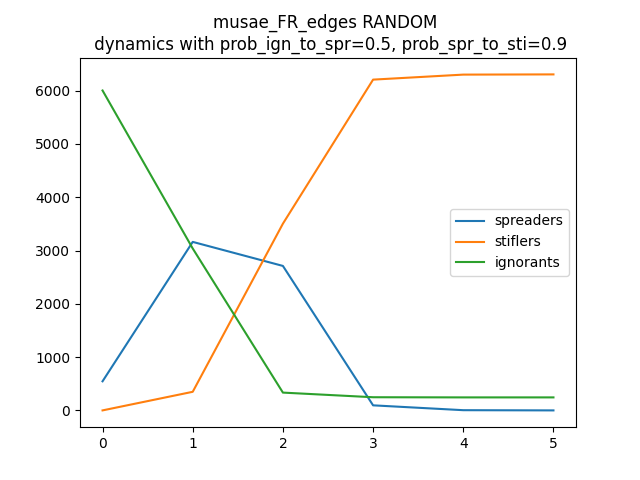 musae_FR_edges RANDOM
dynamics with prob_ign_to_spr=0.5, prob_spr_to_sti=0.9
6000
5000
4000
3000
2000
1000
0
spreaders
stiflers
ignorants
0 1 2 3 4 5